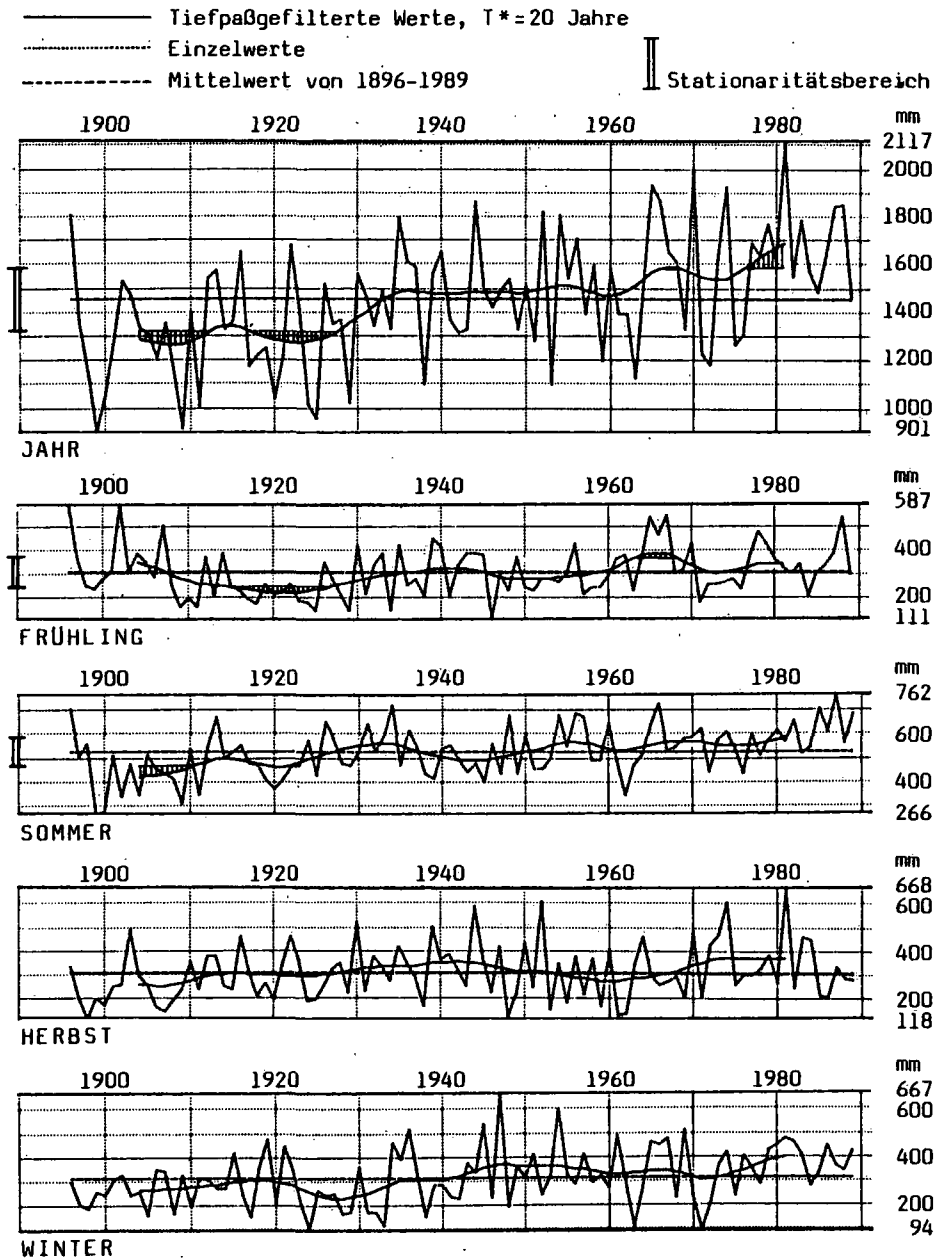 Tiefpaßgefilterte Werte, T*=20 Jahre
Einzelwerte
Mittelwert von 1896-1989
Stationaritätsbereich
1900 1920 1940 1960 1980 mm
2117
2000
1800
1600
1400
1200
1000
901
JAHR
1900 1920 1940 1960 1980 mm
587
400
200
111
FRÜHLING
1900 1920 1940 1960 1980 mm
762
600
400
266
SOMMER
1900 1920 1940 1960 1980 mm
668
600
400
200
118
HERBST
1900 1920 1940 1960 1980 mm
667
600
400
200
94
WINTER